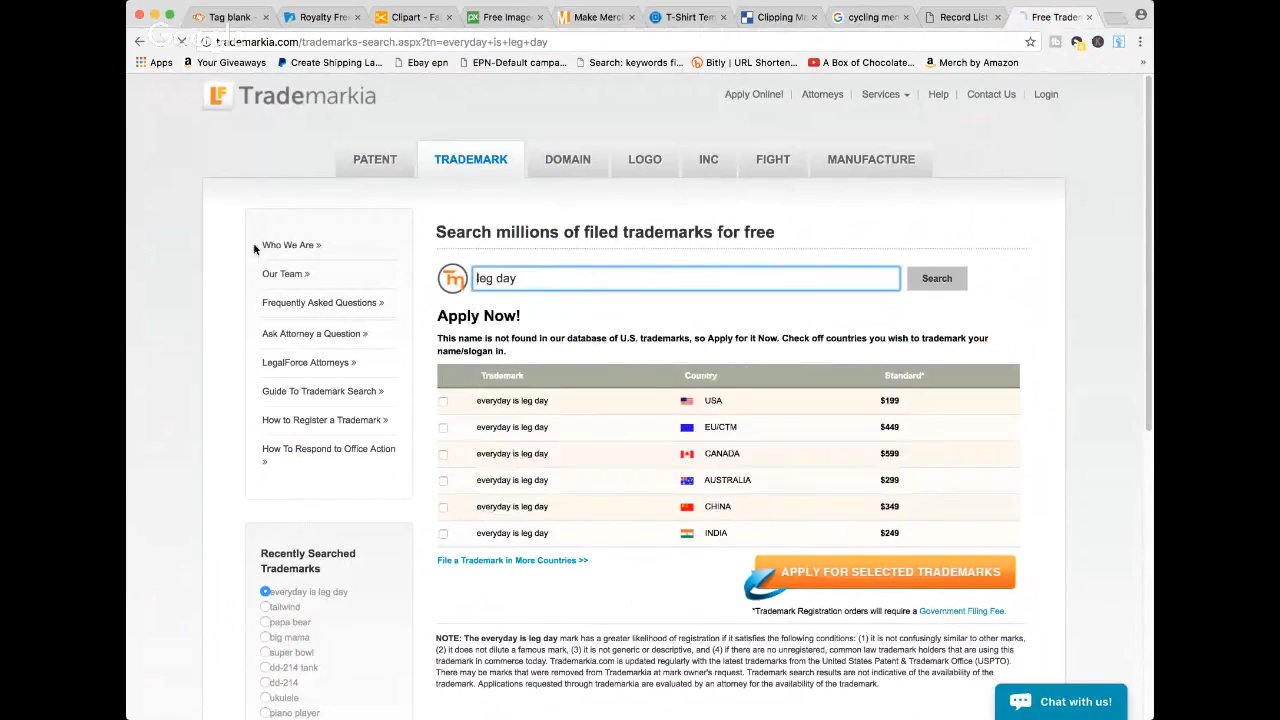 Tag blank -
Royalty Free
Clipart - Fa
Free Image
Make Merc
T-Shirt Tem
Clipping Ma
cycling mer
Record List
Free Tradem
trademarkia.com/trademarks-search.aspx?tn=everyday+is+leg+day
Apps
Your Giveaways
Create Shipping La...
Ebay epn
EPN-Default campa...
Search: keywords fi...
Bitly | URL Shorten...
A Box of Chocolate...
Merch by Amazon
»
LF Trademarkia
Apply Online! | Attorneys | Services | Help | Contact Us | Login
PATENT
TRADEMARK
DOMAIN
LOGO
INC
FIGHT
MANUFACTURE
Who We Are »
Our Team »
Frequently Asked Questions »
Ask Attorney a Question »
LegalForce Attorneys »
Guide To Trademark Search »
How to Register a Trademark »
How To Respond to Office Action
»
Recently Searched
Trademarks
everyday is leg day
tailwind
papa bear
big mama
super bowl
dd-214 tank
dd-214
ukulele
piano player
Search millions of filed trademarks for free
Tm leg day Search
Apply Now!
This name is not found in our database of U.S. trademarks, so Apply for it Now. Check off countries you wish to trademark your
name/slogan in.
Trademark Country Standard*
everyday is leg day USA $199
everyday is leg day EU/CTM $449
everyday is leg day CANADA $599
everyday is leg day AUSTRALIA $299
everyday is leg day CHINA $349
everyday is leg day INDIA $249
File a Trademark in More Countries >>
APPLY FOR SELECTED TRADEMARKS
*Trademark Registration orders will require a Government Filing Fee.
NOTE: The everyday is leg day mark has a greater likelihood of registration if it satisfies the following conditions: (1) it is not confusingly similar to other marks,
(2) it does not dilute a famous mark, (3) it is not generic or descriptive, and (4) if there are no unregistered, common law trademark holders that are using this
trademark in commerce today. Trademarkia.com is updated regularly with the latest trademarks from the United States Patent & Trademark Office (USPTO).
There may be marks that were removed from Trademarkia at mark owner's request. Trademark search results are not indicative of the availability of the
trademark. Applications requested through trademarkia are evaluated by an attorney for the availability of the trademark.
Chat with us!